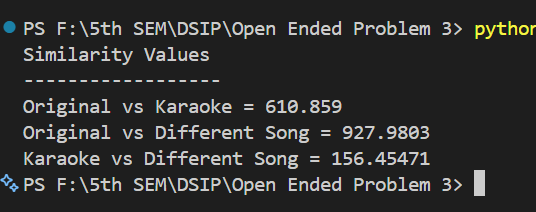 PS F:\5th SEM\DSIP\Open Ended Problem 3> python
Similarity Values
------------------
Original vs Karaoke = 610.859
Original vs Different Song = 927.9803
Karaoke vs Different Song = 156.45471
PS F:\5th SEM\DSIP\Open Ended Problem 3>